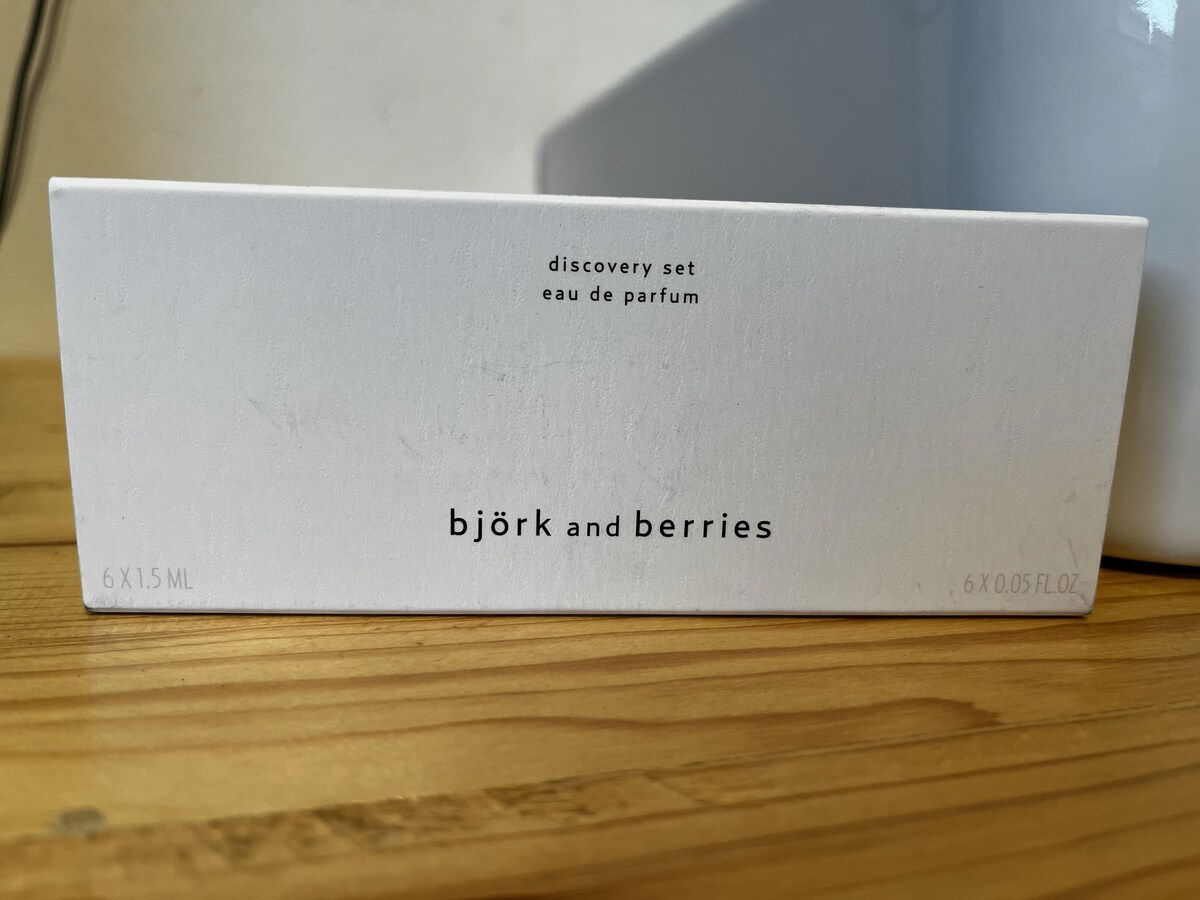 discovery set
eau de parfum
björk and berries
6 X 1.5 ML
6 X 0.05 FL.OZ